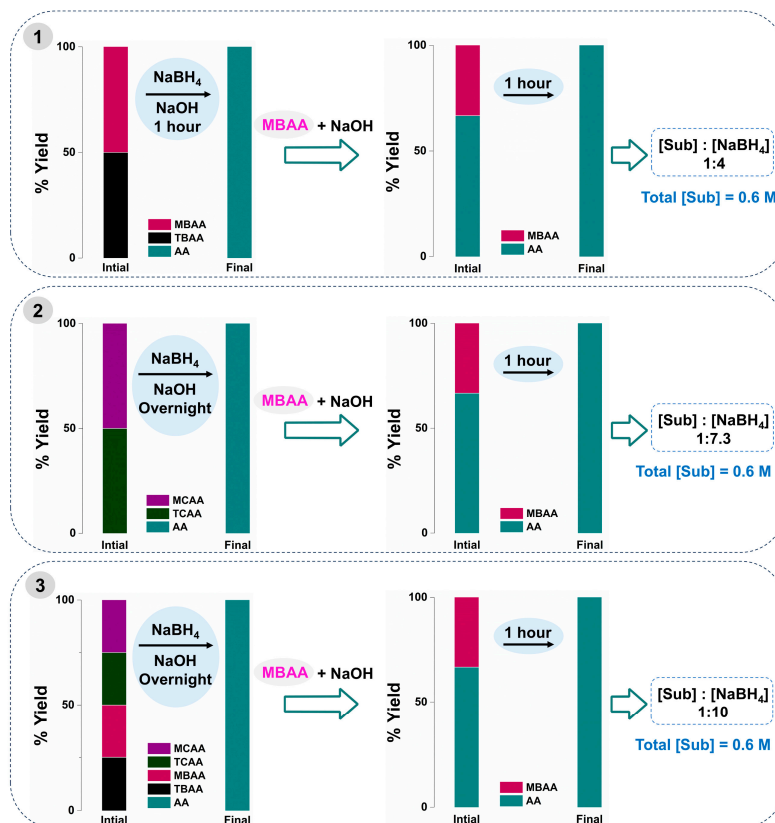 1
100
50
0
% Yield
NaBH4
NaOH
1 hour
MBAA
TBAA
AA
Intial
Final
MBAA + NaOH
100
50
0
% Yield
1 hour
MBAA
AA
Intial
Final
[Sub] : [NaBH4]
1:4
Total [Sub] = 0.6 M
2
100
50
0
% Yield
NaBH4
NaOH
Overnight
MCAA
TCAA
AA
Intial
Final
MBAA + NaOH
100
50
0
% Yield
1 hour
MBAA
AA
Intial
Final
[Sub] : [NaBH4]
1:7.3
Total [Sub] = 0.6 M
3
100
50
0
% Yield
NaBH4
NaOH
Overnight
MCAA
TCAA
MBAA
TBAA
AA
Intial
Final
MBAA + NaOH
100
50
0
% Yield
1 hour
MBAA
AA
Intial
Final
[Sub] : [NaBH4]
1:10
Total [Sub] = 0.6 M